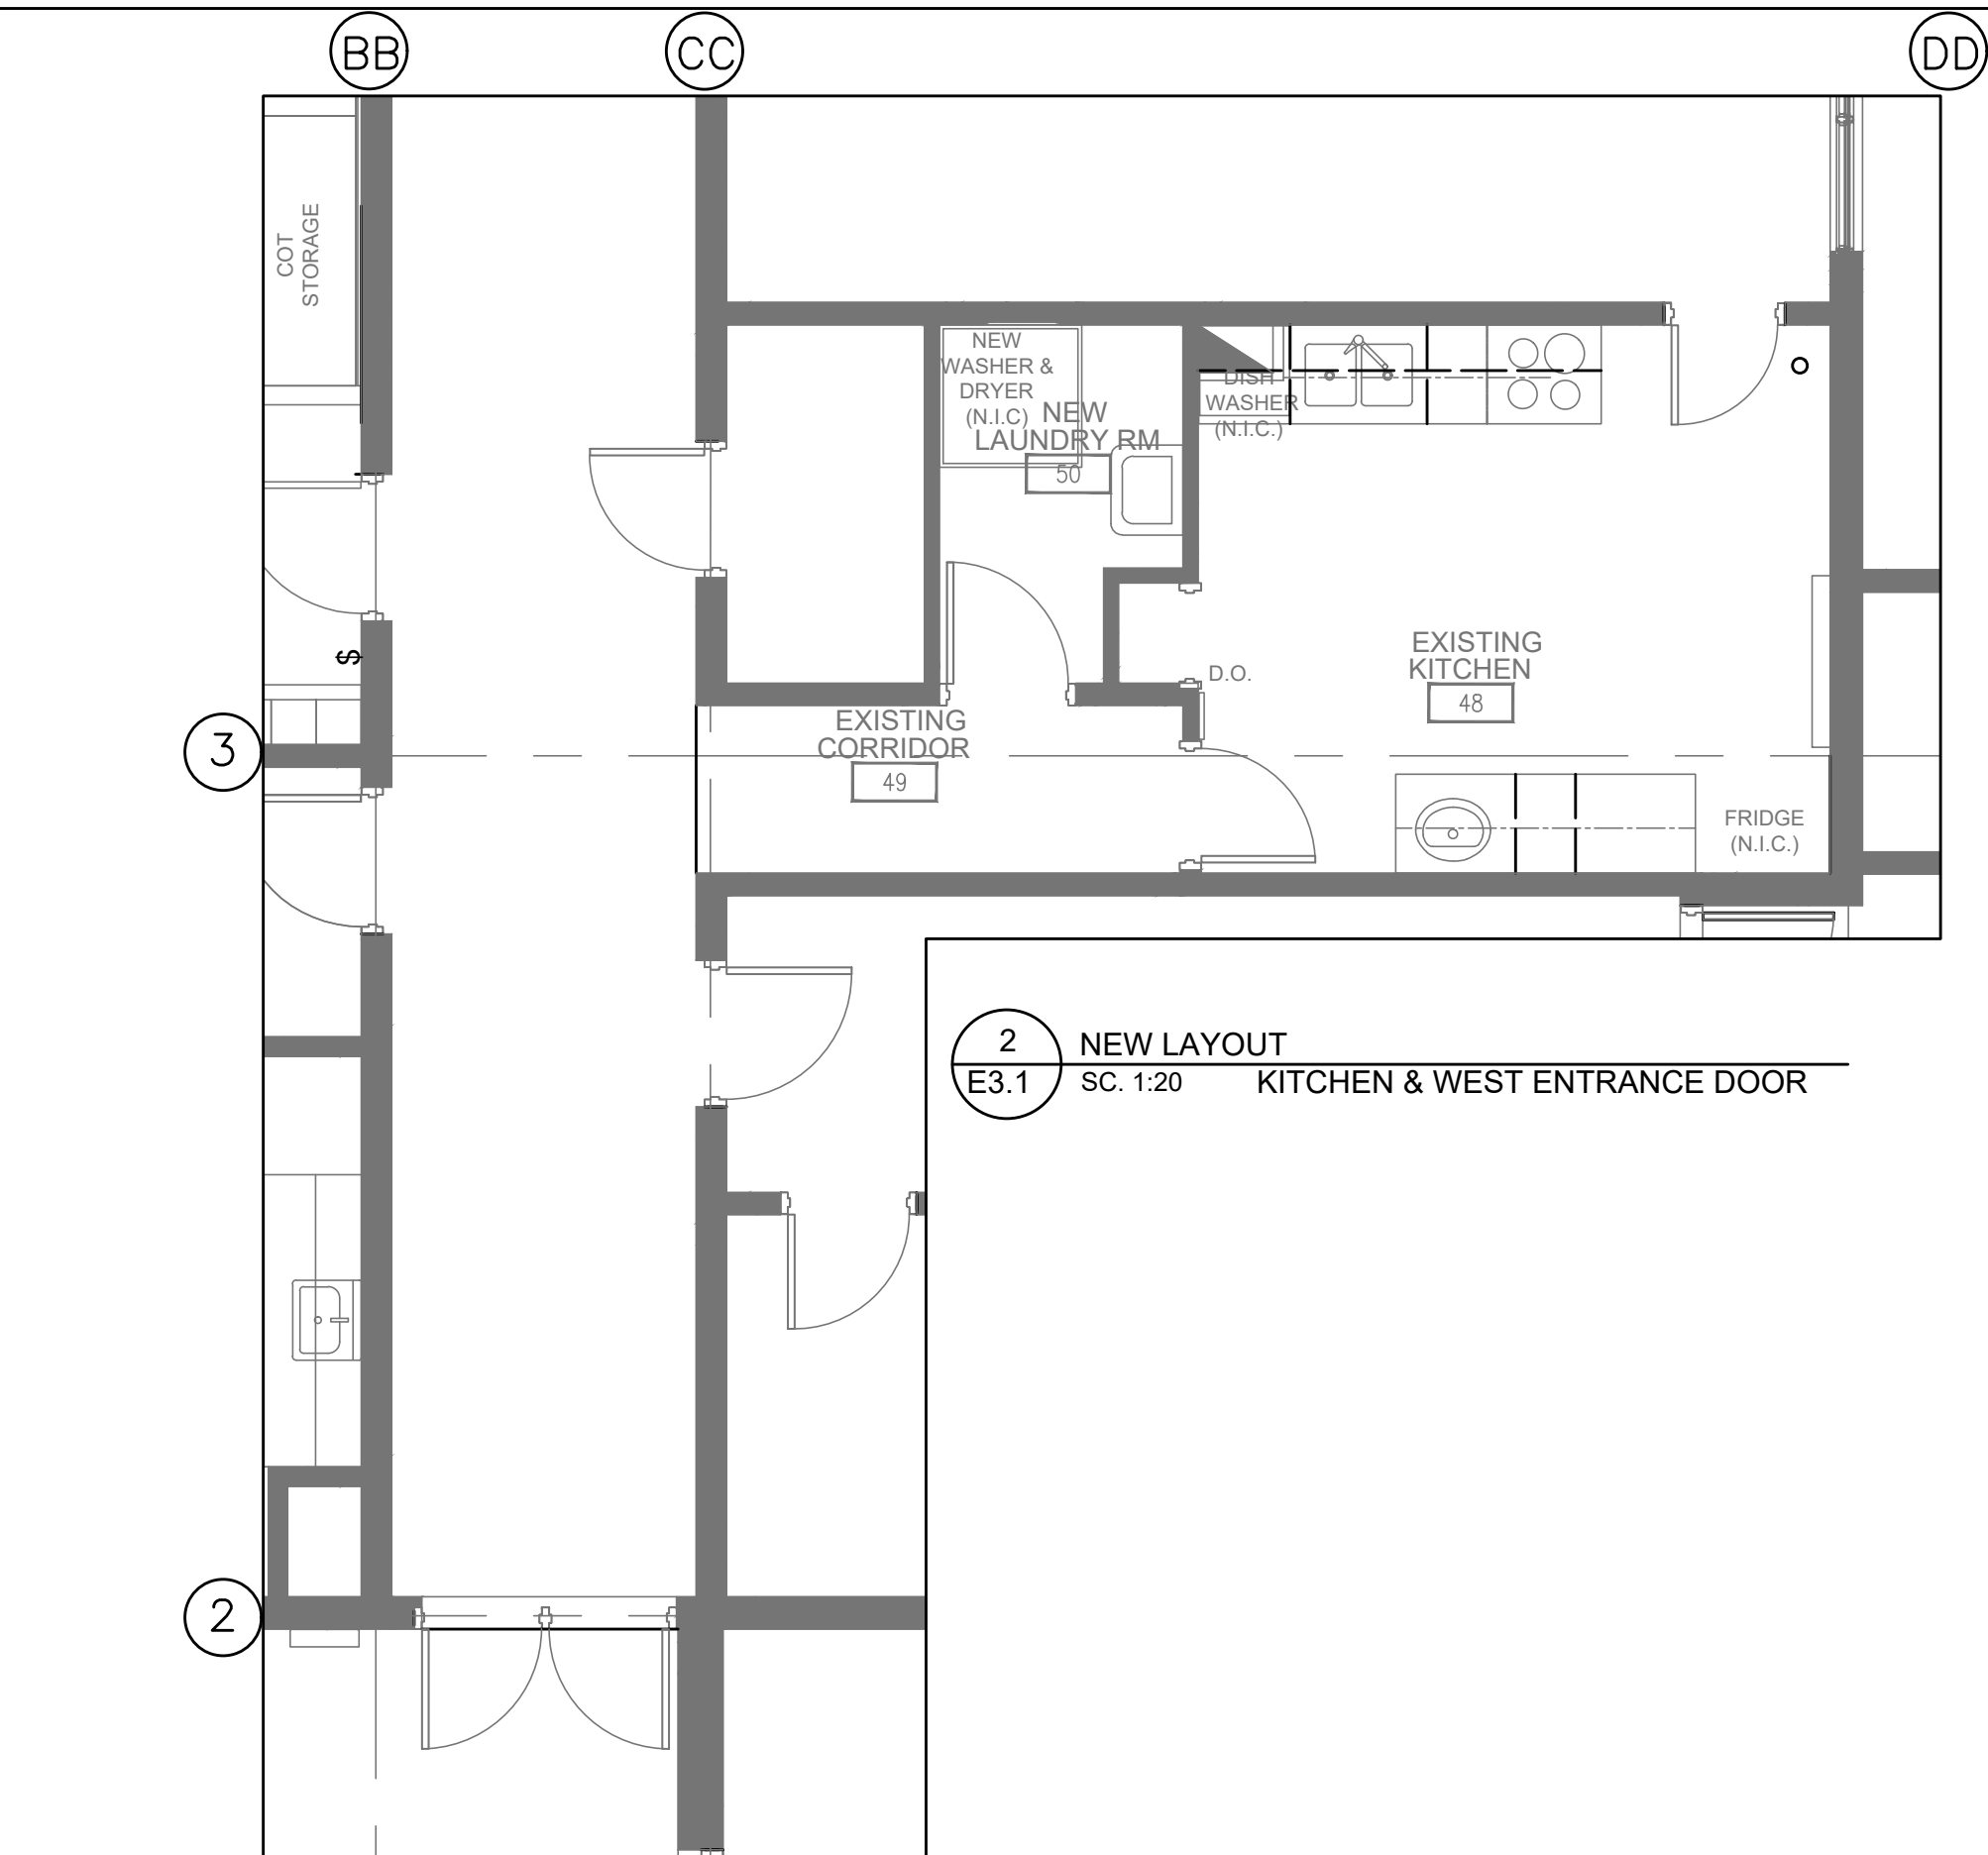 BB
CC
DD
COT
STORAGE
NEW
WASHER &
DRYER
(N.I.C)
NEW
LAUNDRY RM
50
DISH
WASHER
(N.I.C.)
$
D.O.
EXISTING
KITCHEN
48
3
EXISTING
CORRIDOR
49
FRIDGE
(N.I.C.)
2
E3.1
NEW LAYOUT
SC. 1:20
KITCHEN & WEST ENTRANCE DOOR
2